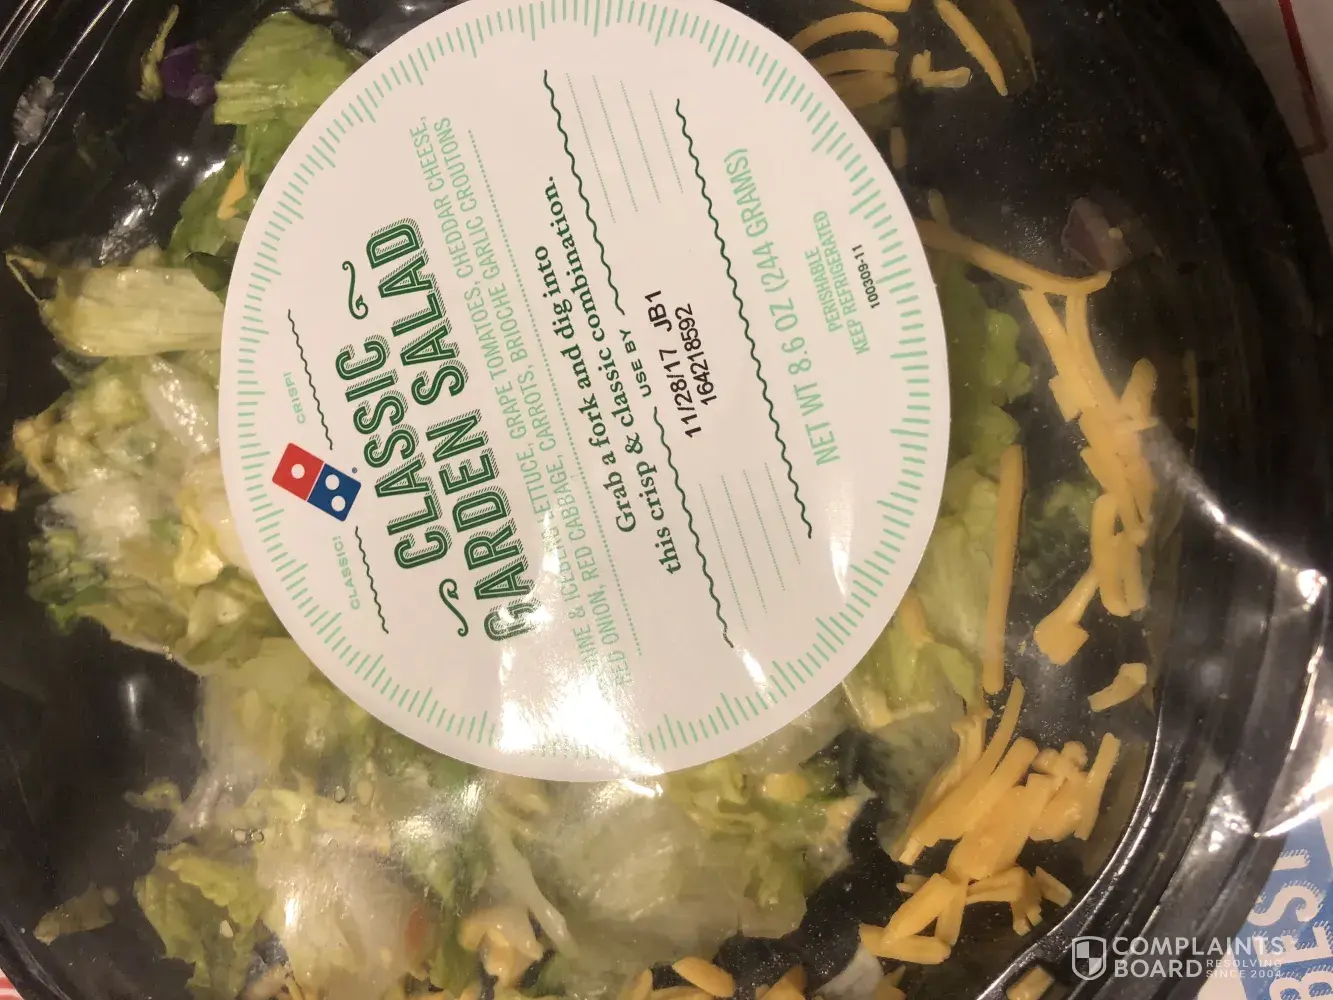 CLASSIC! CRISP!
CLASSIC
GARDEN SALAD
ICEBERG LETTUCE, GRAPE TOMATOES, CHEDDAR CHEESE,
RED ONION, RED CABBAGE, CARROTS, BRIOCHE GARLIC CROUTONS
Grab a fork and dig into
this crisp & classic combination.
USE BY
11/28/17 JB1
164218592
NET WT 8.6 OZ (244 GRAMS)
PERISHABLE
KEEP REFRIGERATED
100309.11
BEST
COMPLAINTS
BOARD RESOLVING
SINCE 2004